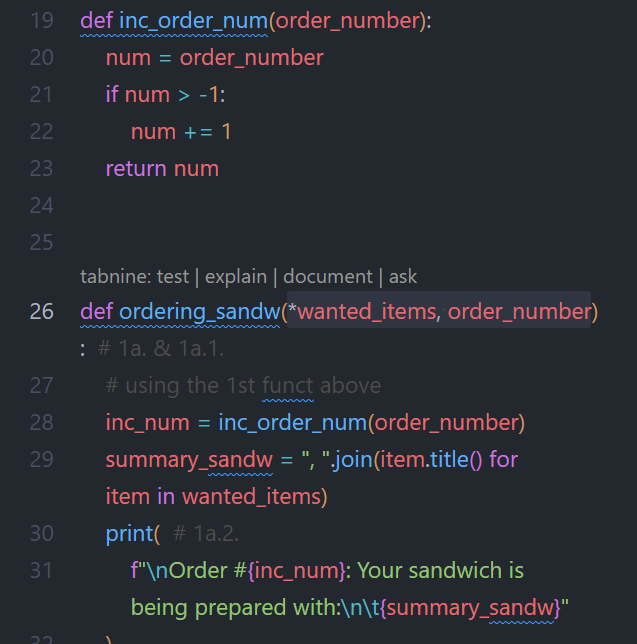 19 def inc_order_num(order_number):
20 num = order_number
21 if num > -1:
22 num += 1
23 return num
24
25
tabnine: test | explain | document | ask
26 def ordering_sandw(*wanted_items, order_number)
: # 1a. & 1a.1.
27 # using the 1st funct above
28 inc_num = inc_order_num(order_number)
29 summary_sandw = ", ".join(item.title() for
item in wanted_items)
30 print( # 1a.2.
31 f"\nOrder #{inc_num}: Your sandwich is
being prepared with:\n\t{summary_sandw}"
32 )